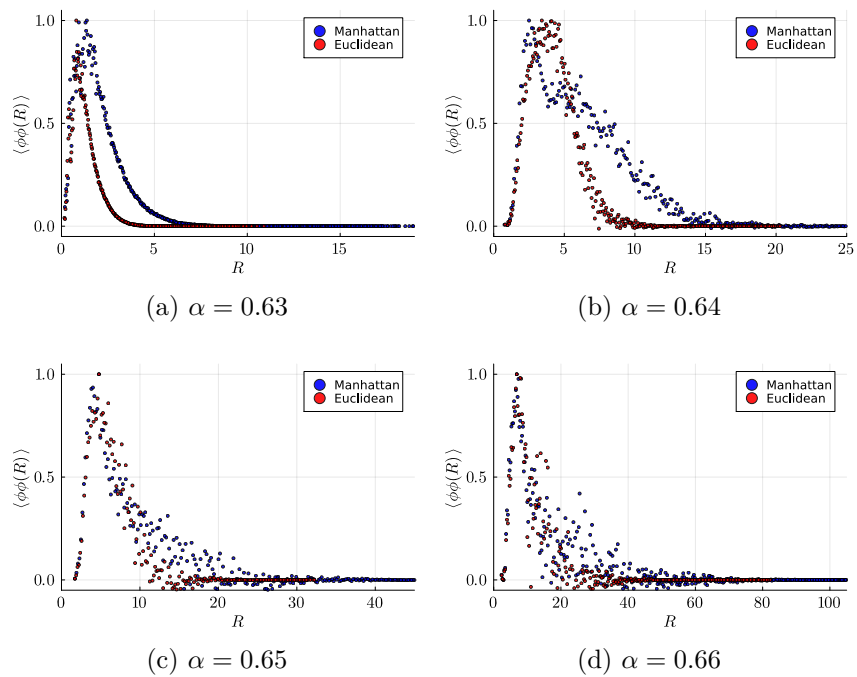 1.0
0.5
0.0
⟨ϕϕ(R)⟩
0 5 10 15
R
Manhattan
Euclidean
(a) α = 0.63
1.0
0.5
0.0
⟨ϕϕ(R)⟩
0 5 10 15 20 25
R
Manhattan
Euclidean
(b) α = 0.64
1.0
0.5
0.0
⟨ϕϕ(R)⟩
0 10 20 30 40
R
Manhattan
Euclidean
(c) α = 0.65
1.0
0.5
0.0
⟨ϕϕ(R)⟩
0 20 40 60 80 100
R
Manhattan
Euclidean
(d) α = 0.66